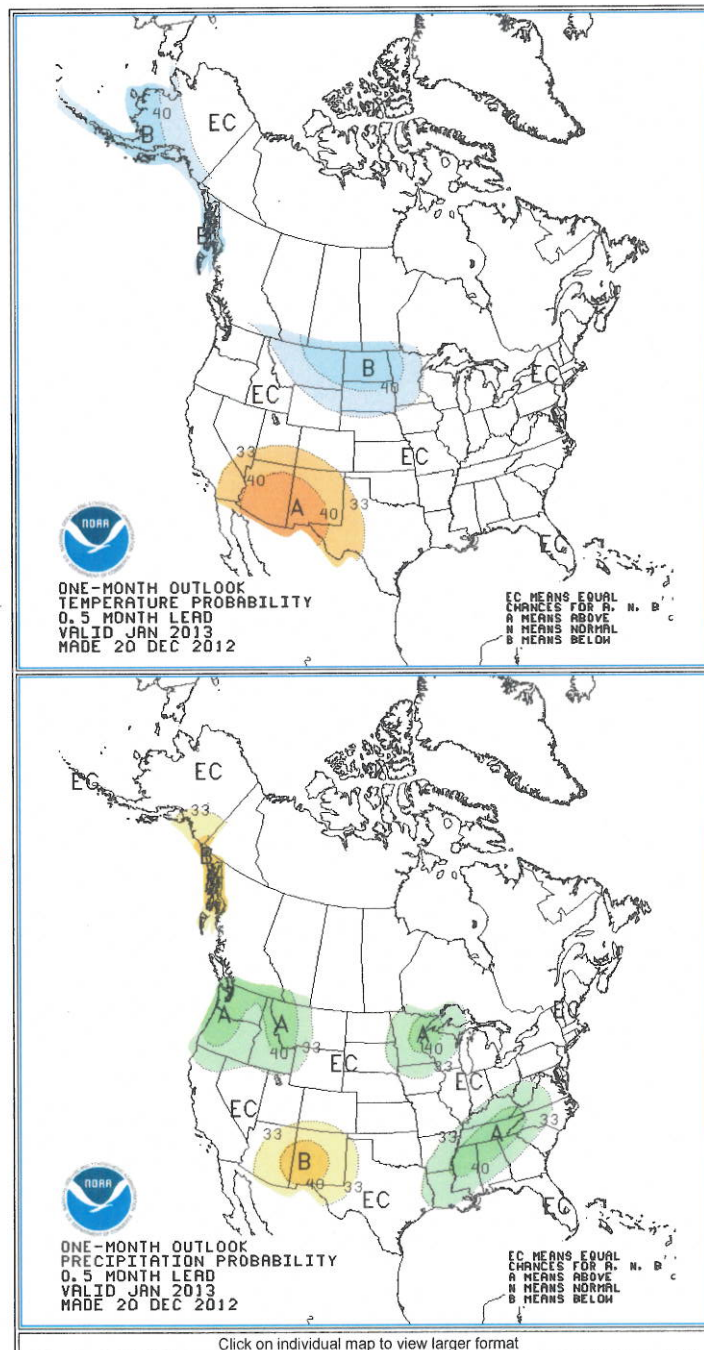 EC
40
B
B
B
40
EC
EC
EC
33
40
A
40
33
EC
NOAA
ONE-MONTH OUTLOOK
TEMPERATURE PROBABILITY
0.5 MONTH LEAD
VALID JAN 2013
MADE 20 DEC 2012
EC MEANS EQUAL
CHANCES FOR A, N, B
A MEANS ABOVE
N MEANS NORMAL
B MEANS BELOW
EC
EC
33
B
A
A
40
33
A
40
33
EC
EC
EC
EC
33
B
40
33
EC
33
A
40
33
EC
NOAA
ONE-MONTH OUTLOOK
PRECIPITATION PROBABILITY
0.5 MONTH LEAD
VALID JAN 2013
MADE 20 DEC 2012
EC MEANS EQUAL
CHANCES FOR A, N, B
A MEANS ABOVE
N MEANS NORMAL
B MEANS BELOW
Click on individual map to view larger format